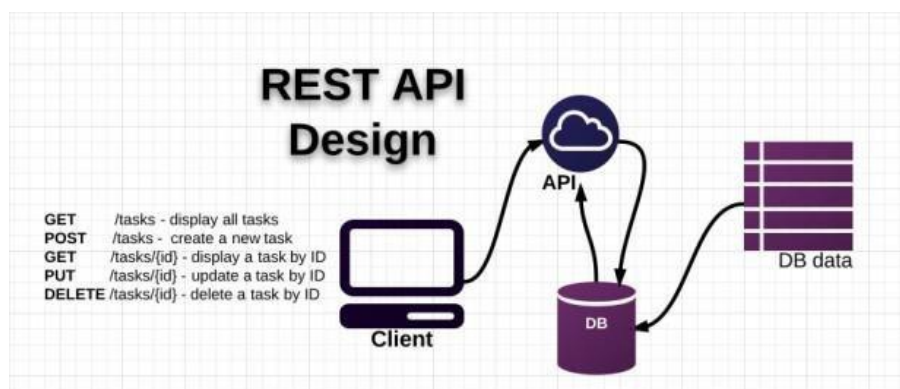 REST API
Design
API
GET /tasks - display all tasks
POST /tasks - create a new task
GET /tasks/{id} - display a task by ID
PUT /tasks/{id} - update a task by ID
DELETE /tasks/{id} - delete a task by ID
DB data
DB
Client